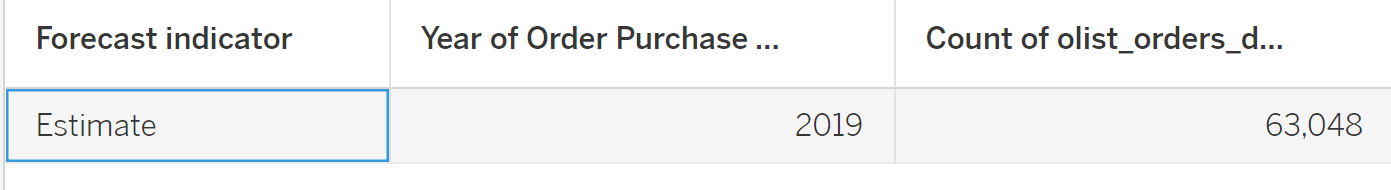 Forecast indicator Year of Order Purchase ... Count of olist_orders_d...
Estimate 2019 63,048